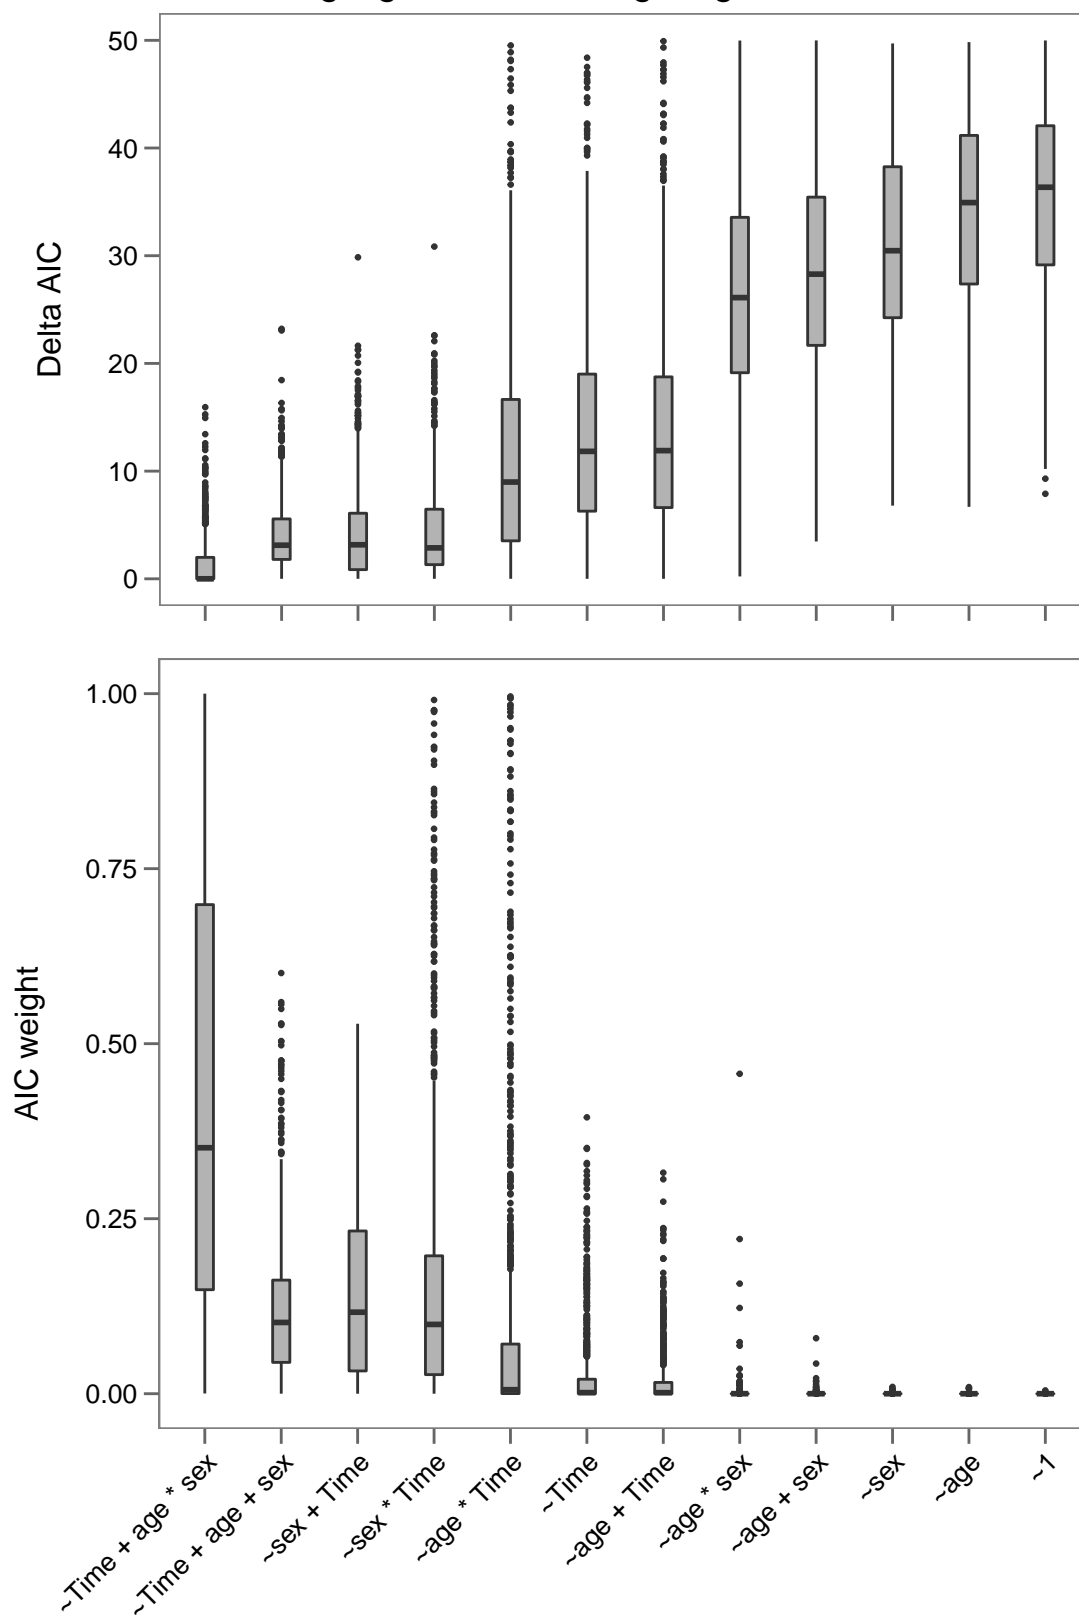 50
40
30
20
10
0
Delta AIC
1.00
0.75
0.50
0.25
0.00
AIC weight
~Time + age * sex
~Time + age + sex
~sex + Time
~sex * Time
~age * Time
~Time
~age + Time
~age * sex
~age + sex
~sex
~age
~1